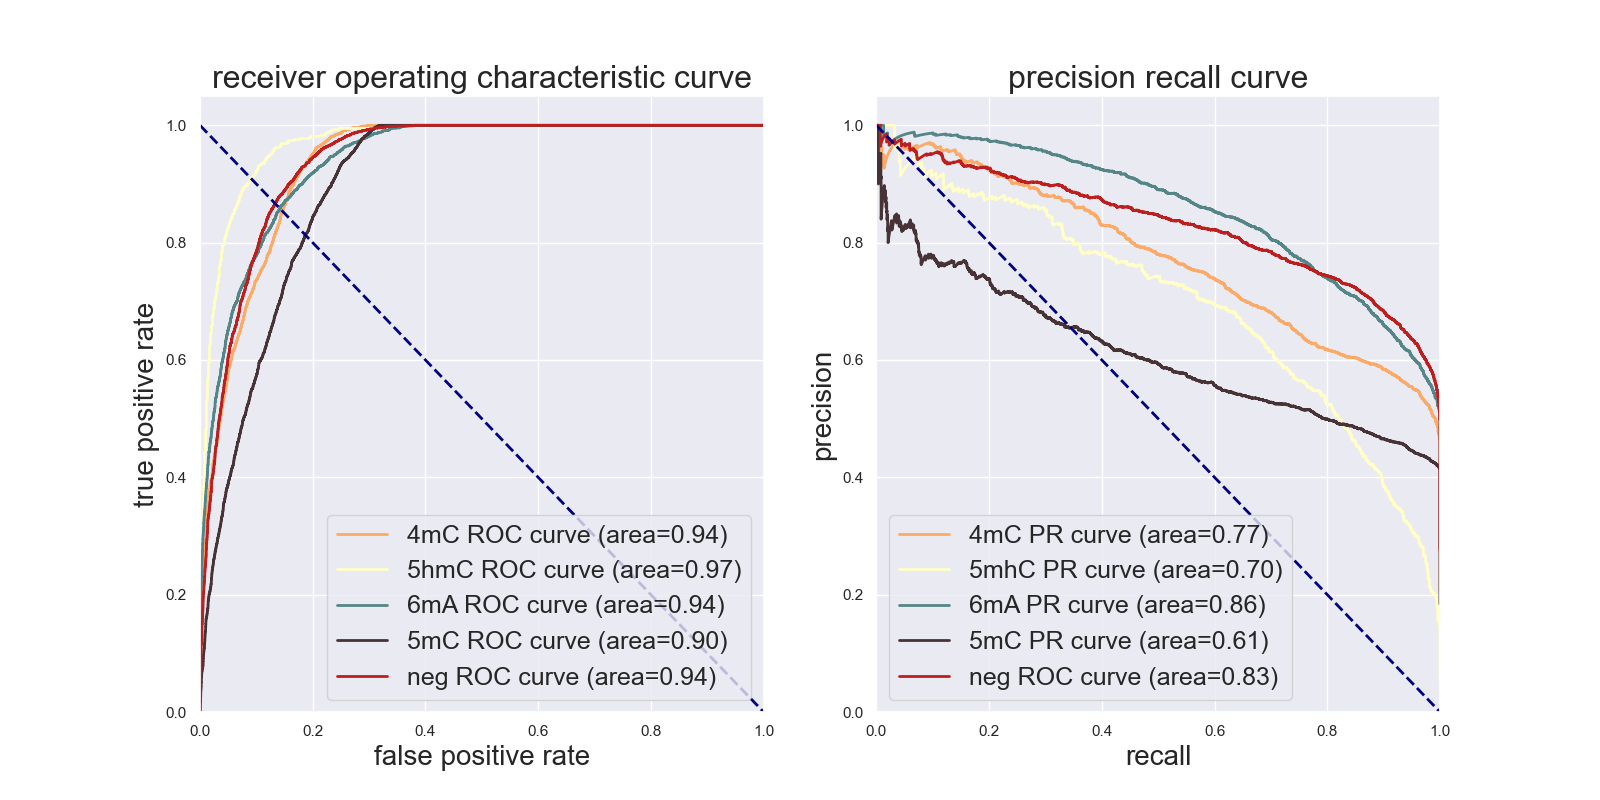 receiver operating characteristic curve
1.0
0.8
0.6
0.4
0.2
0.0
true positive rate
4mC ROC curve (area=0.94)
5hmC ROC curve (area=0.97)
6mA ROC curve (area=0.94)
5mC ROC curve (area=0.90)
neg ROC curve (area=0.94)
0.0 0.2 0.4 0.6 0.8 1.0
false positive rate
precision recall curve
1.0
0.8
0.6
0.4
0.2
0.0
precision
4mC PR curve (area=0.77)
5mhC PR curve (area=0.70)
6mA PR curve (area=0.86)
5mC PR curve (area=0.61)
neg ROC curve (area=0.83)
0.0 0.2 0.4 0.6 0.8 1.0
recall